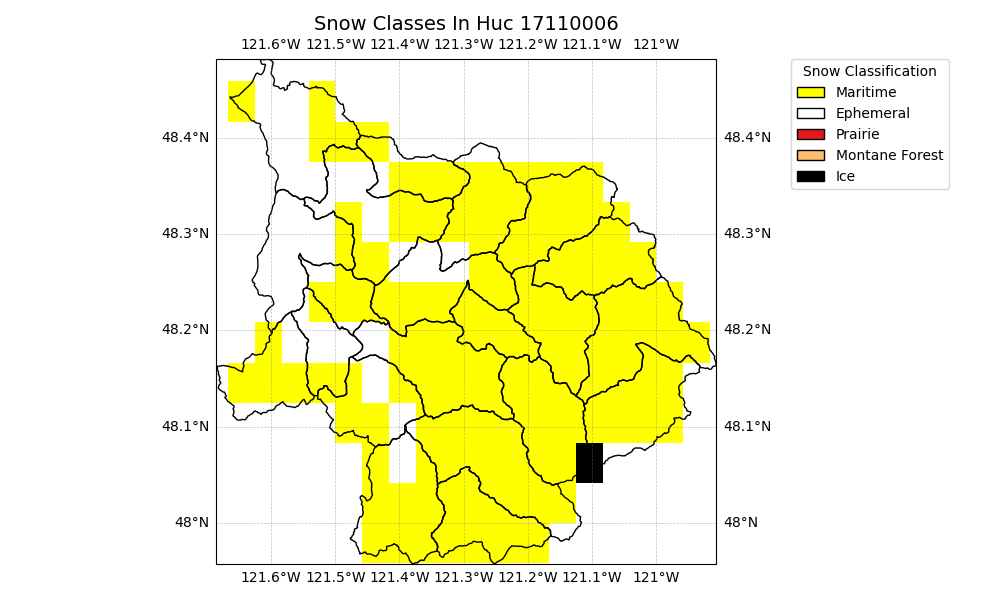 Snow Classes In Huc 17110006
121.6°W 121.5°W 121.4°W 121.3°W 121.2°W 121.1°W 121°W
Snow Classification
Maritime
Ephemeral
Prairie
Montane Forest
Ice
48.4°N 48.4°N
48.3°N 48.3°N
48.2°N 48.2°N
48.1°N 48.1°N
48°N 48°N
121.6°W 121.5°W 121.4°W 121.3°W 121.2°W 121.1°W 121°W